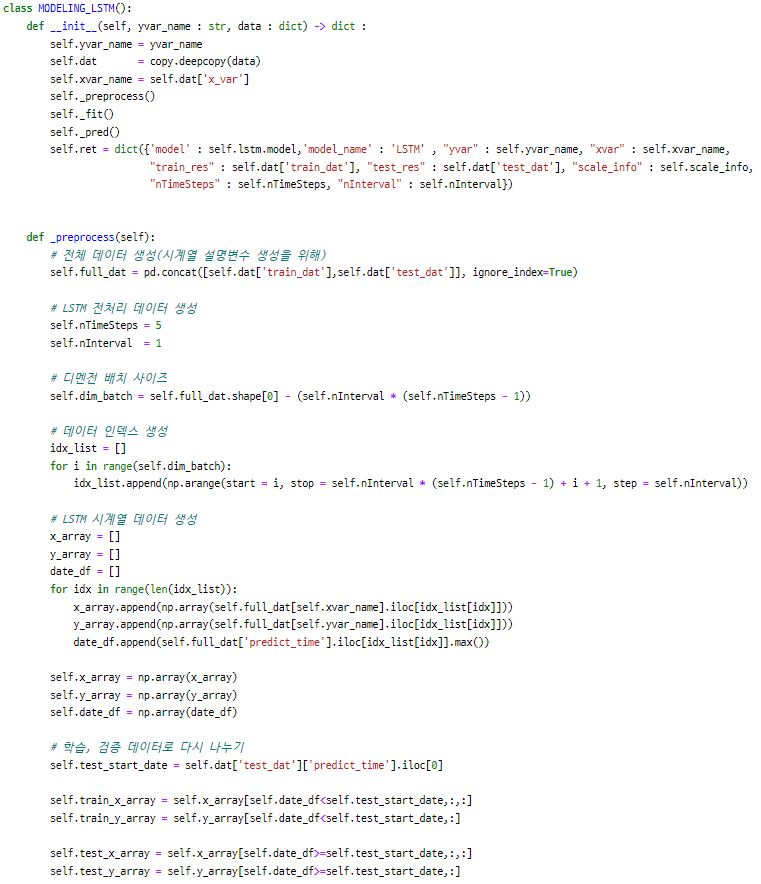 class MODELING_LSTM():
    def __init__(self, yvar_name : str, data : dict) -> dict :
        self.yvar_name = yvar_name
        self.dat       = copy.deepcopy(data)
        self.xvar_name = self.dat['x_var']
        self._preprocess()
        self._fit()
        self._pred()
        self.ret = dict({'model' : self.lstm.model,'model_name' : 'LSTM' , "yvar" : self.yvar_name, "xvar" : self.xvar_name,
                         "train_res" : self.dat['train_dat'], "test_res" : self.dat['test_dat'], "scale_info" : self.scale_info,
                         "nTimeSteps" : self.nTimeSteps, "nInterval" : self.nInterval})
    def _preprocess(self):
        # 전체 데이터 생성(시계열 설명변수 생성을 위해)
        self.full_dat = pd.concat([self.dat['train_dat'],self.dat['test_dat']], ignore_index=True)
        # LSTM 전처리 데이터 생성
        self.nTimeSteps = 5
        self.nInterval  = 1
        # 디멘전 배치 사이즈
        self.dim_batch = self.full_dat.shape[0] - (self.nInterval * (self.nTimeSteps - 1))
        # 데이터 인덱스 생성
        idx_list = []
        for i in range(self.dim_batch):
            idx_list.append(np.arange(start = i, stop = self.nInterval * (self.nTimeSteps - 1) + i + 1, step = self.nInterval))
        # LSTM 시계열 데이터 생성
        x_array = []
        y_array = []
        date_df = []
        for idx in range(len(idx_list)):
            x_array.append(np.array(self.full_dat[self.xvar_name].iloc[idx_list[idx]]))
            y_array.append(np.array(self.full_dat[self.yvar_name].iloc[idx_list[idx]]))
            date_df.append(self.full_dat['predict_time'].iloc[idx_list[idx]].max())
        self.x_array = np.array(x_array)
        self.y_array = np.array(y_array)
        self.date_df = np.array(date_df)
        # 학습, 검증 데이터로 다시 나누기
        self.test_start_date = self.dat['test_dat']['predict_time'].iloc[0]
        self.train_x_array = self.x_array[self.date_df<self.test_start_date,:,:]
        self.train_y_array = self.y_array[self.date_df<self.test_start_date,:]
        self.test_x_array = self.x_array[self.date_df>=self.test_start_date,:,:]
        self.test_y_array = self.y_array[self.date_df>=self.test_start_date,:]